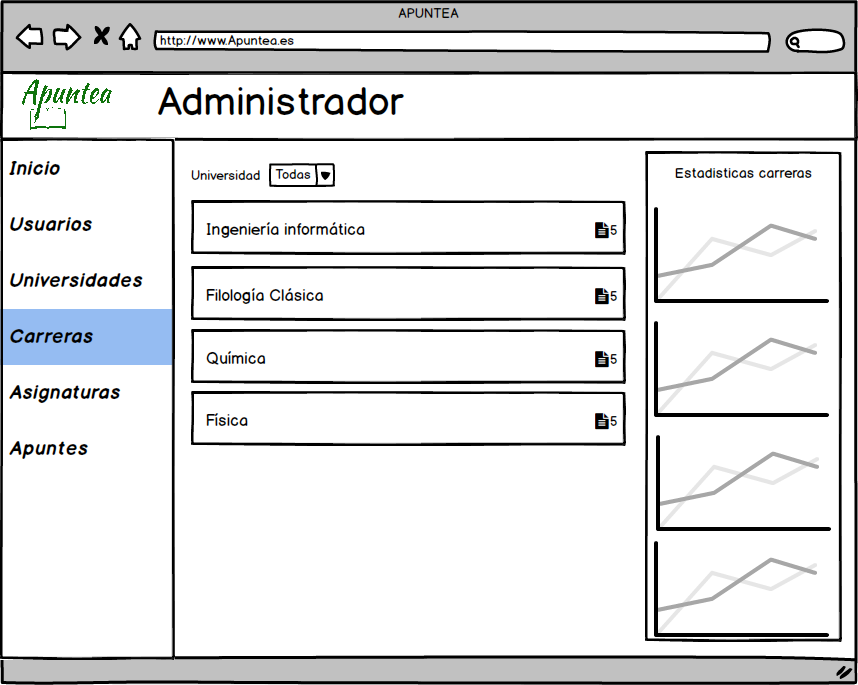 APUNTEA
http://www.Apuntea.es
Apuntea
Administrador
Inicio
Usuarios
Universidades
Carreras
Asignaturas
Apuntes
Universidad Todas
Ingeniería informática 5
Filología Clásica 5
Química 5
Física 5
Estadisticas carreras